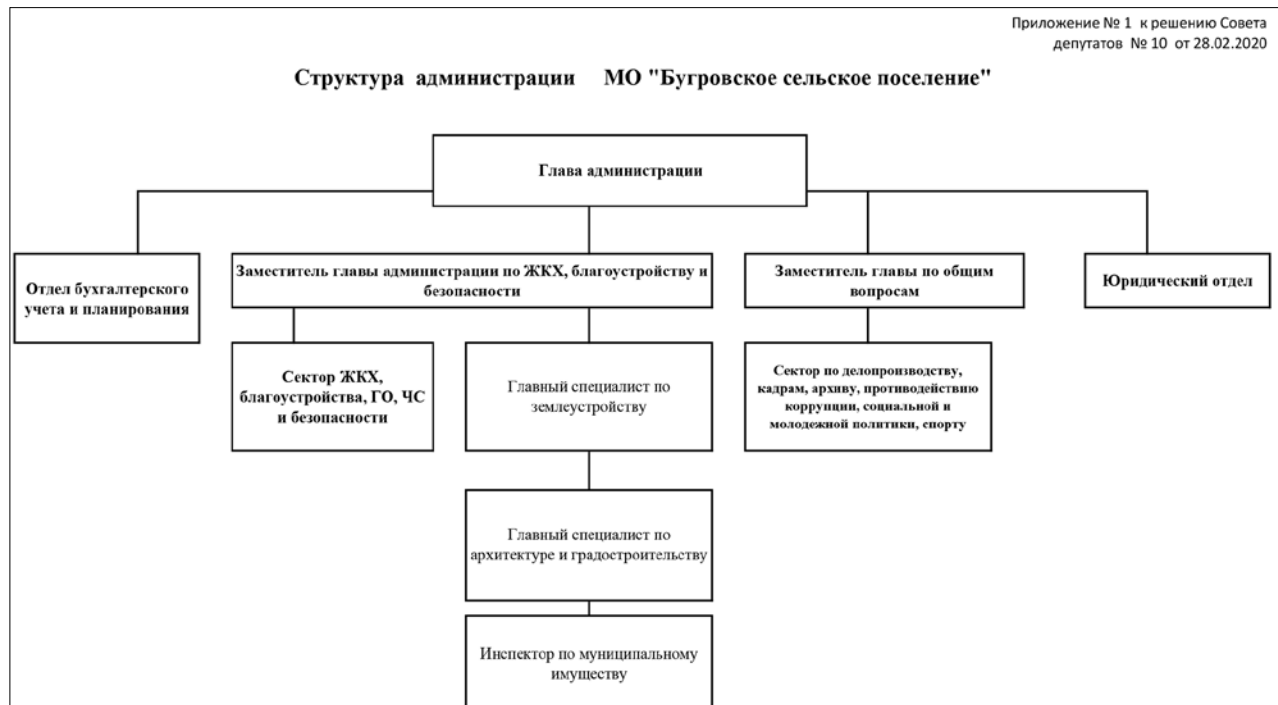 Приложение № 1 к решению Совета
депутатов № 10 от 28.02.2020
Структура администрации МО "Бугровское сельское поселение"
Глава администрации
Отдел бухгалтерского
учета и планирования
Заместитель главы администрации по ЖКХ, благоустройству и
безопасности
Заместитель главы по общим
вопросам
Юридический отдел
Сектор ЖКХ,
благоустройства, ГО, ЧС
и безопасности
Главный специалист по
землеустройству
Сектор по делопроизводству,
кадрам, архиву, противодействию
коррупции, социальной и
молодежной политики, спорту
Главный специалист по
архитектуре и градостроительству
Инспектор по муниципальному
имуществу